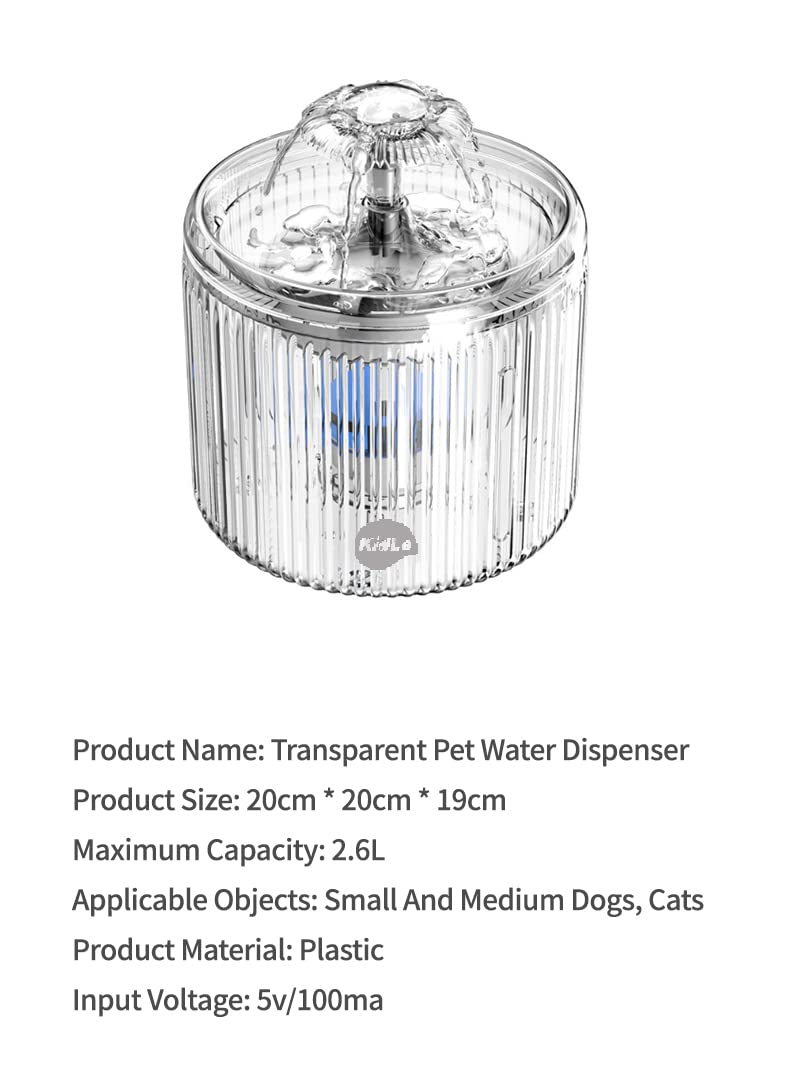 Product Name: Transparent Pet Water Dispenser
Product Size: 20cm * 20cm * 19cm
Maximum Capacity: 2.6L
Applicable Objects: Small And Medium Dogs, Cats
Product Material: Plastic
Input Voltage: 5v/100ma